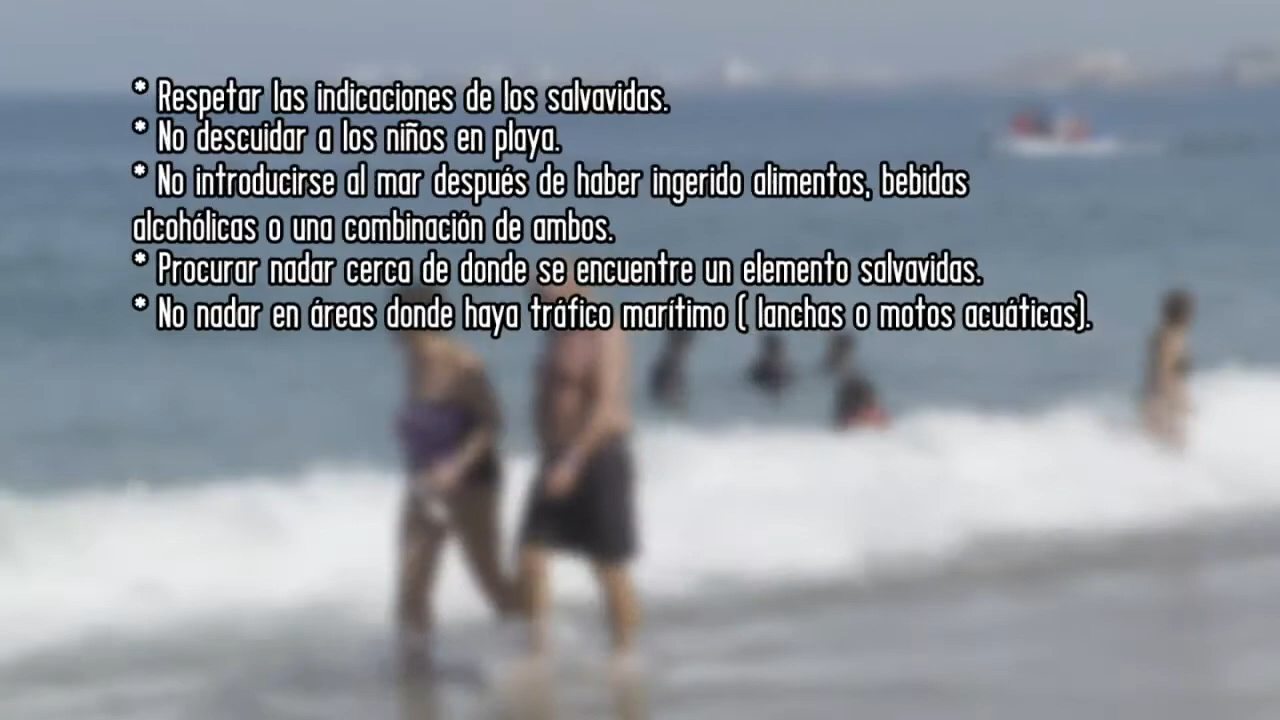 * Respetar las indicaciones de los salvavidas.
* No descuidar a los niños en playa.
* No introducirse al mar después de haber ingerido alimentos, bebidas
alcohólicas o una combinación de ambos.
* Procurar nadar cerca de donde se encuentre un elemento salvavidas.
* No nadar en áreas donde haya tráfico marítimo ( lanchas o motos acuáticas).